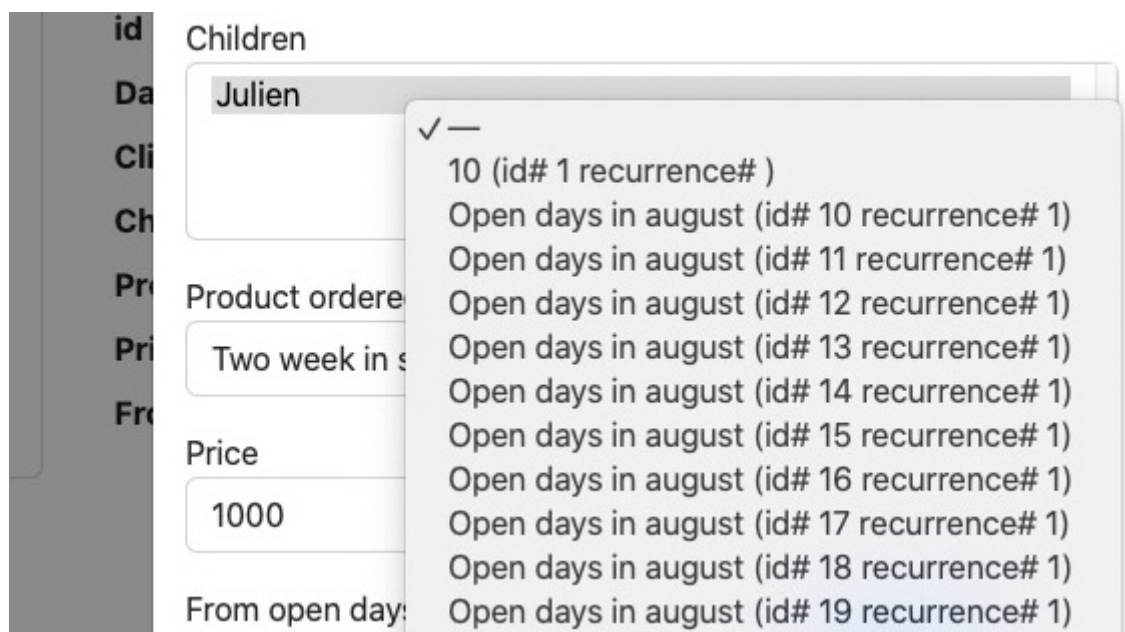 id
Da
Cli
Ch
Pr
Pri
Fro
Children
Julien
Product ordere
Two week in s
Price
1000
From open days
✓ —
10 (id# 1 recurrence# )
Open days in august (id# 10 recurrence# 1)
Open days in august (id# 11 recurrence# 1)
Open days in august (id# 12 recurrence# 1)
Open days in august (id# 13 recurrence# 1)
Open days in august (id# 14 recurrence# 1)
Open days in august (id# 15 recurrence# 1)
Open days in august (id# 16 recurrence# 1)
Open days in august (id# 17 recurrence# 1)
Open days in august (id# 18 recurrence# 1)
Open days in august (id# 19 recurrence# 1)